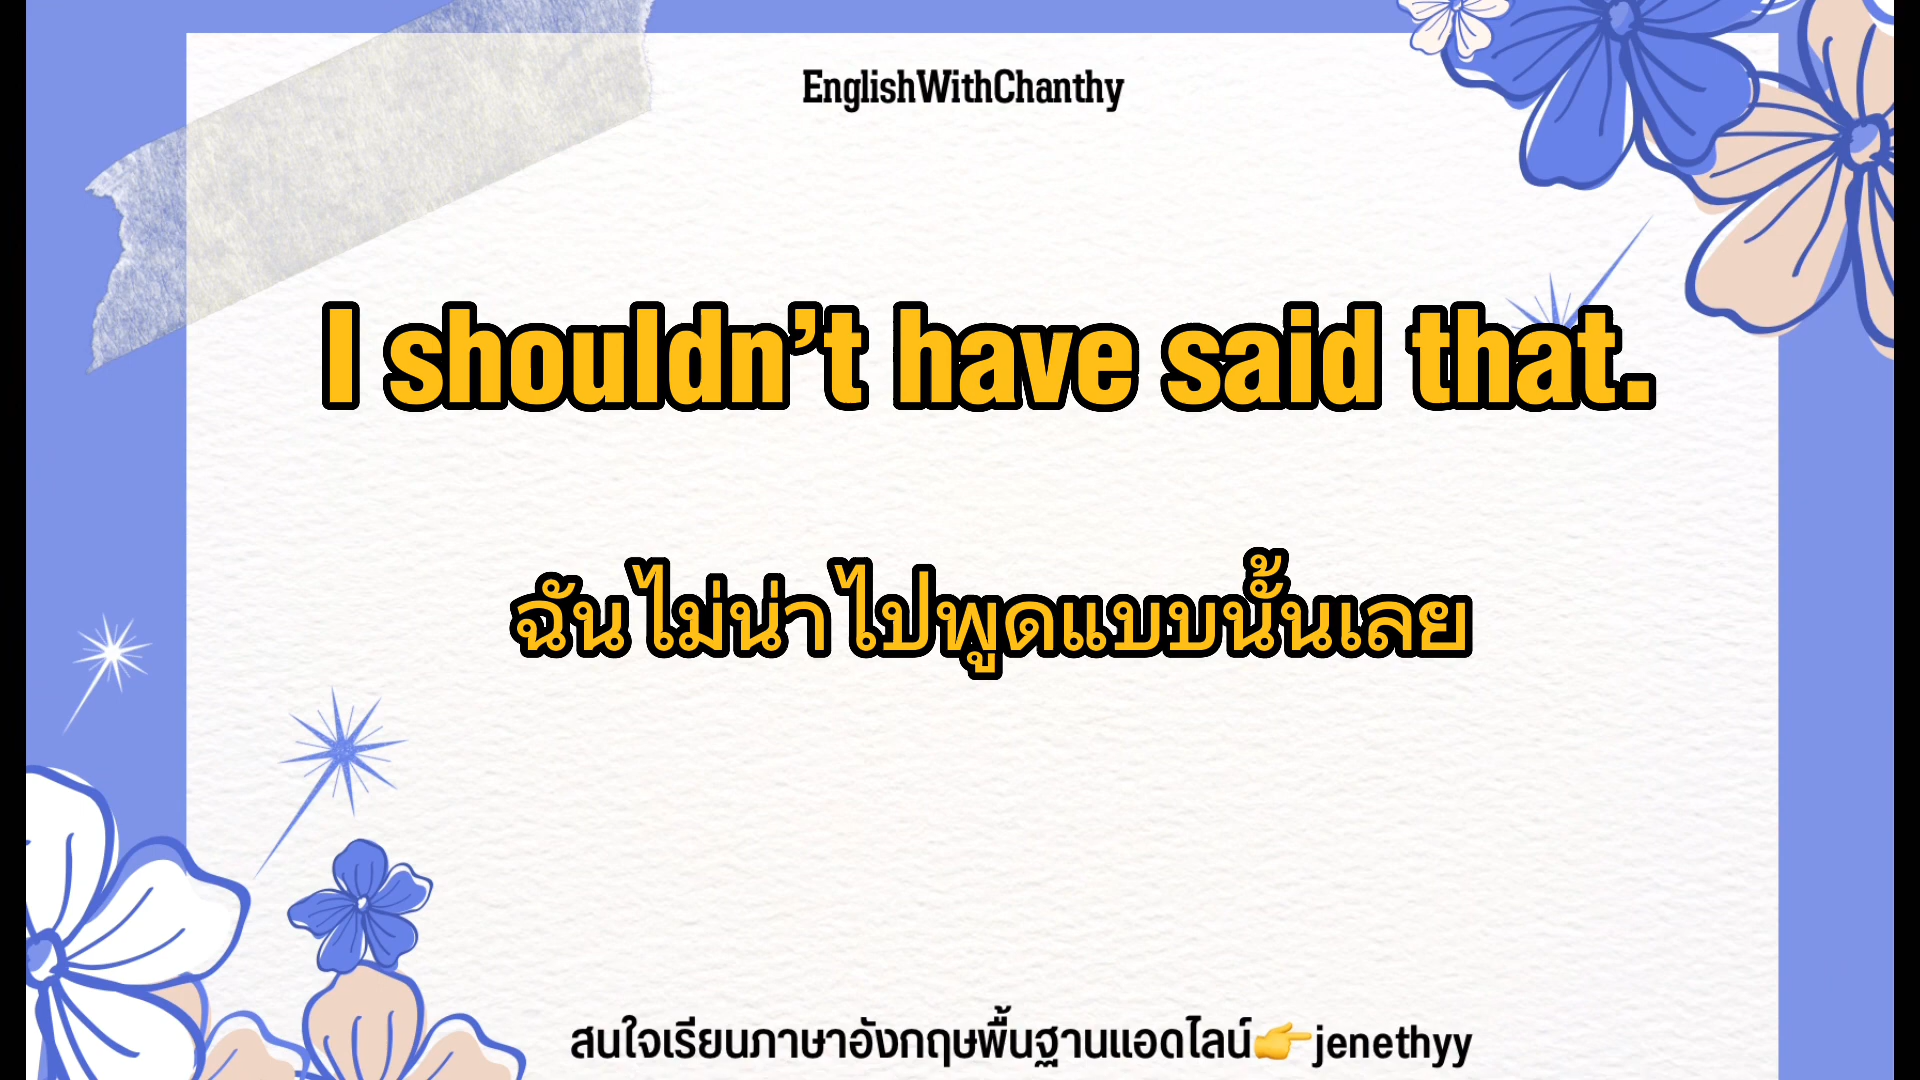 EnglishWithChanthy
I shouldn’t have said that.
ฉันไม่น่าไปพูดแบบนั้นเลย
สนใจเรียนภาษาอังกฤษพื้นฐานแอดไลน์👉jenethyy